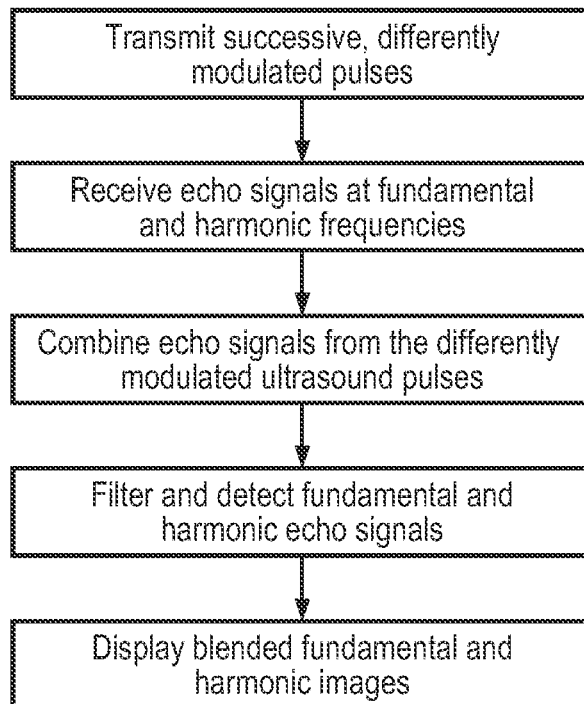 Transmit successive, differently
modulated pulses
Receive echo signals at fundamental
and harmonic frequencies
Combine echo signals from the differently
modulated ultrasound pulses
Filter and detect fundamental and
harmonic echo signals
Display blended fundamental and
harmonic images